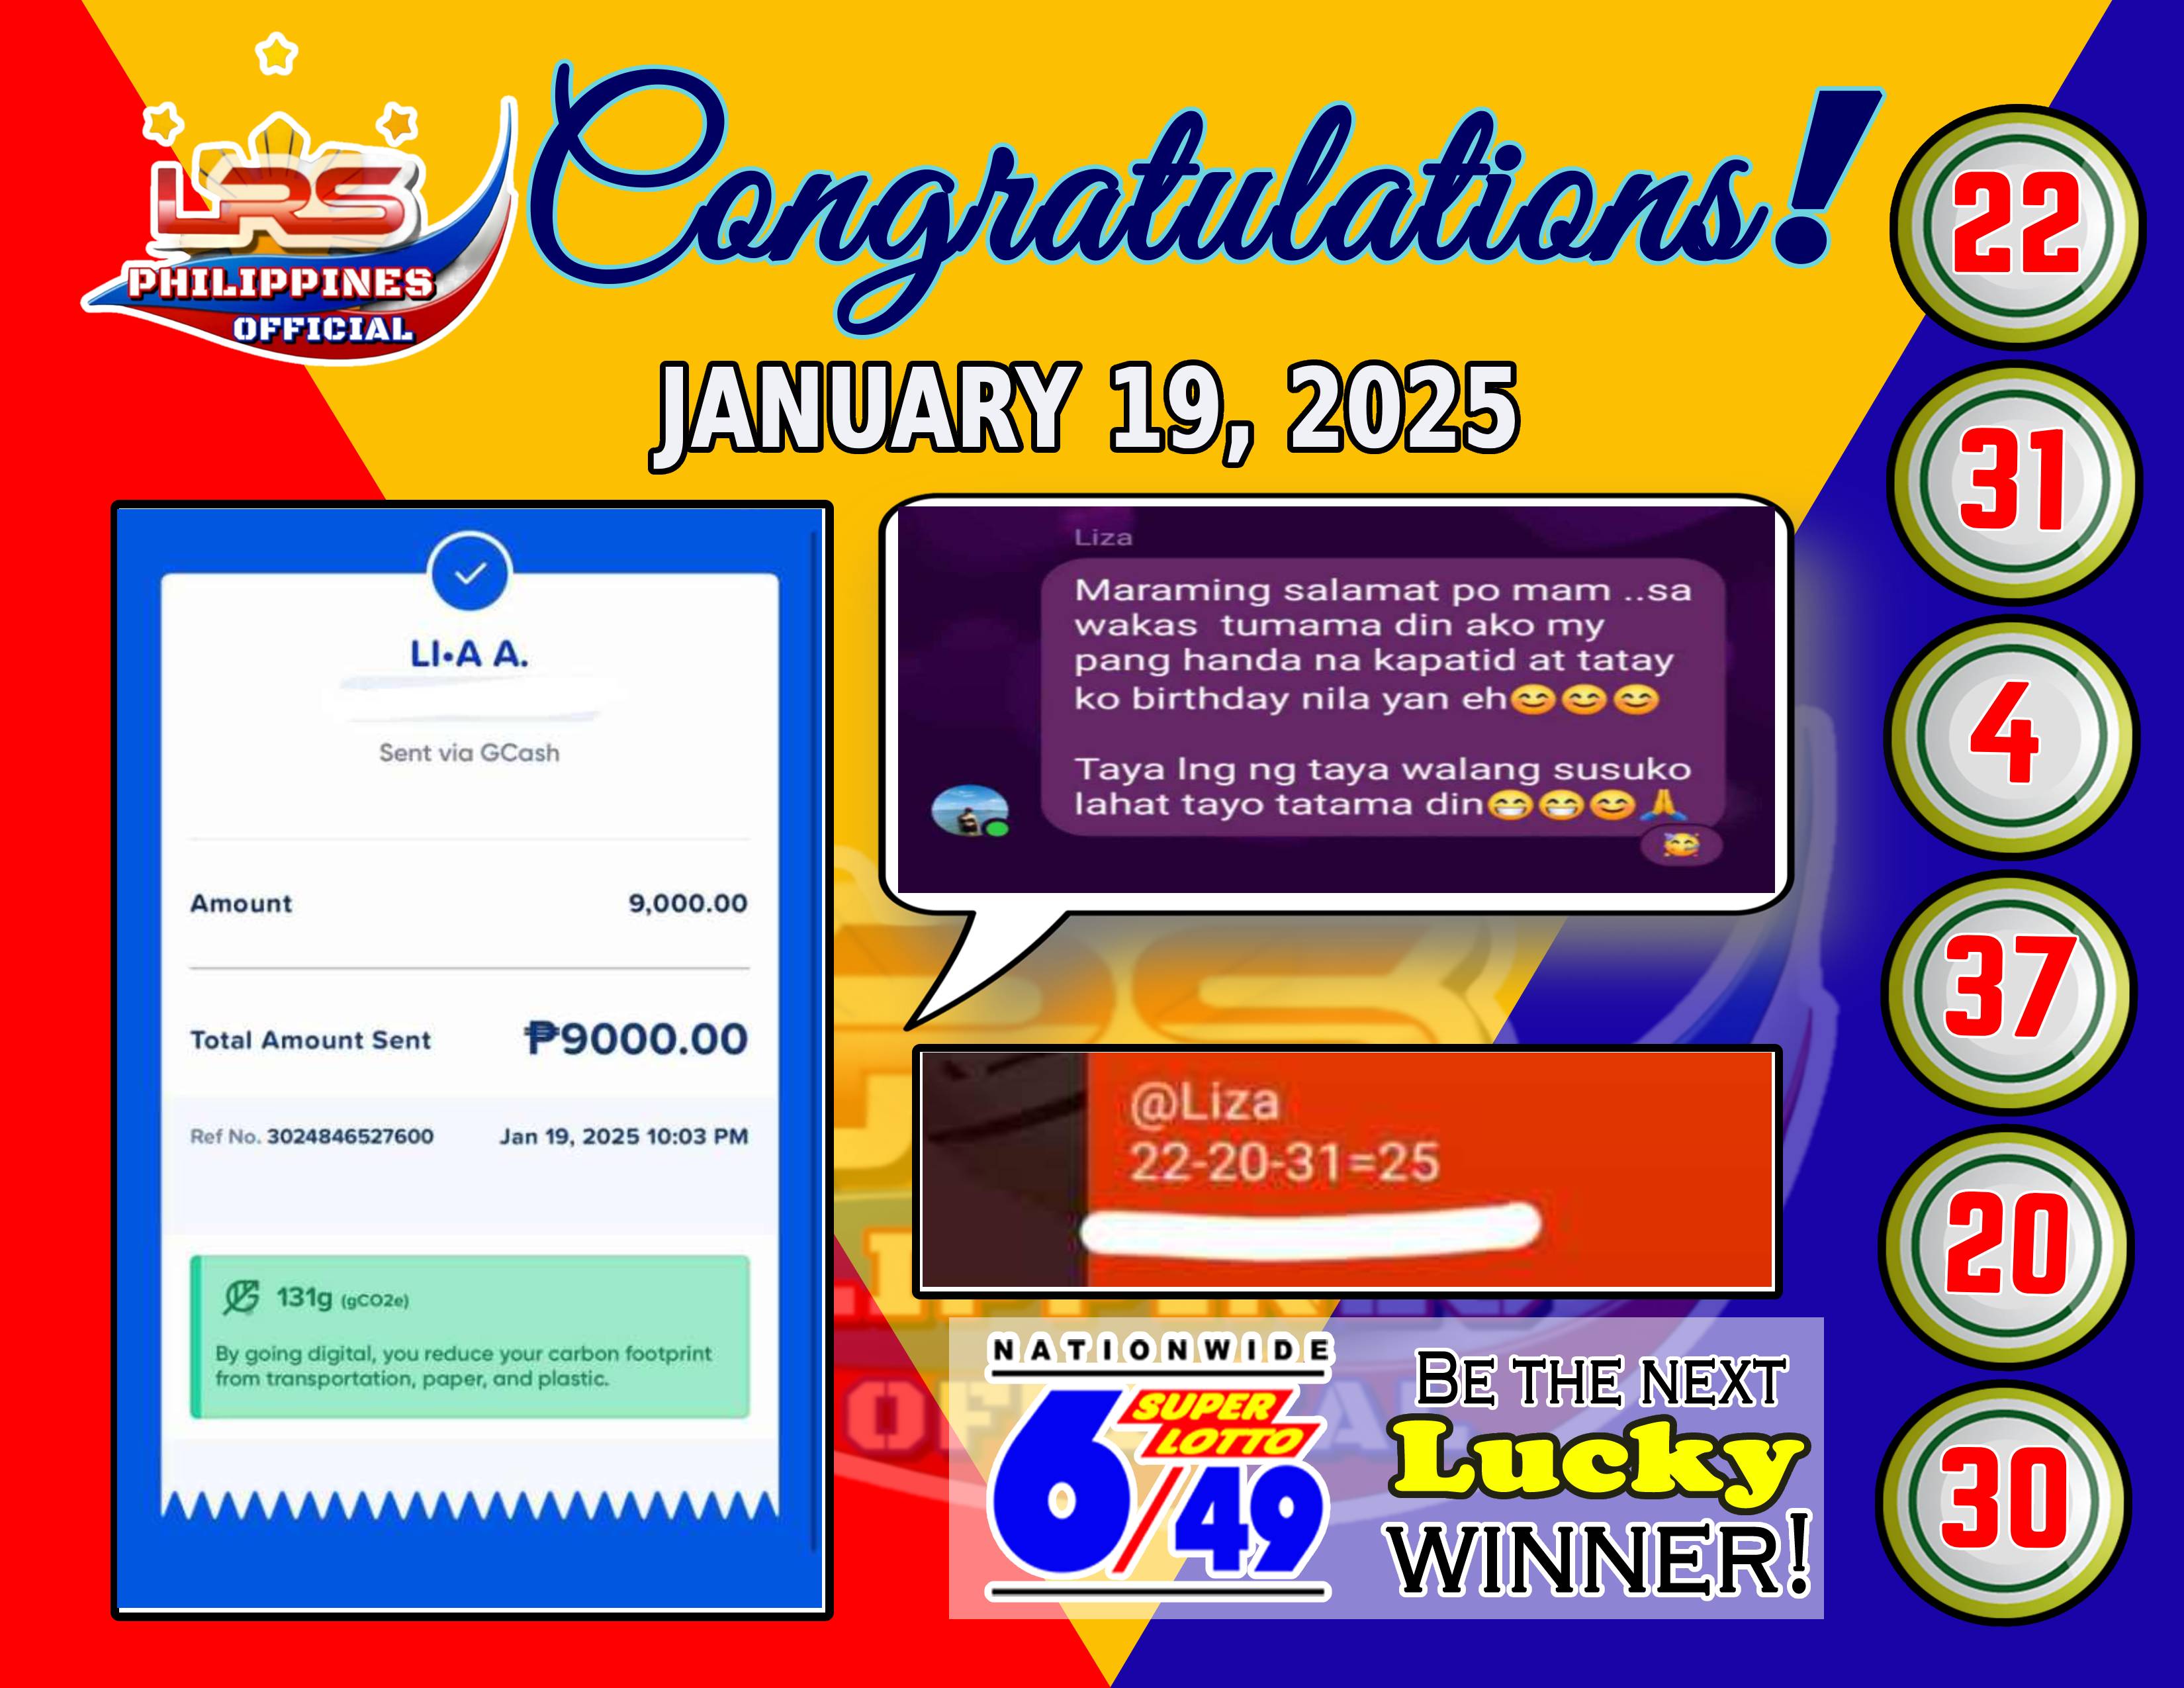 LRS
PHILIPPINES
OFFICIAL
Congratulations!
JANUARY 19, 2025
LI•A A.
Sent via GCash
Amount 9,000.00
Total Amount Sent ₱9000.00
Ref No. 3024846527600 Jan 19, 2025 10:03 PM
131g (gCO2e)
By going digital, you reduce your carbon footprint
from transportation, paper, and plastic.
Liza
Maraming salamat po mam ..sa
wakas tumama din ako my
pang handa na kapatid at tatay
ko birthday nila yan eh😊😊😊
Taya lng ng taya walang susuko
lahat tayo tatama din😁😁😊🙏
🥳
@Liza
22-20-31=25
NATIONWIDE
SUPER
LOTTO
6/49
BE THE NEXT
Lucky
WINNER!
22
31
4
37
20
30